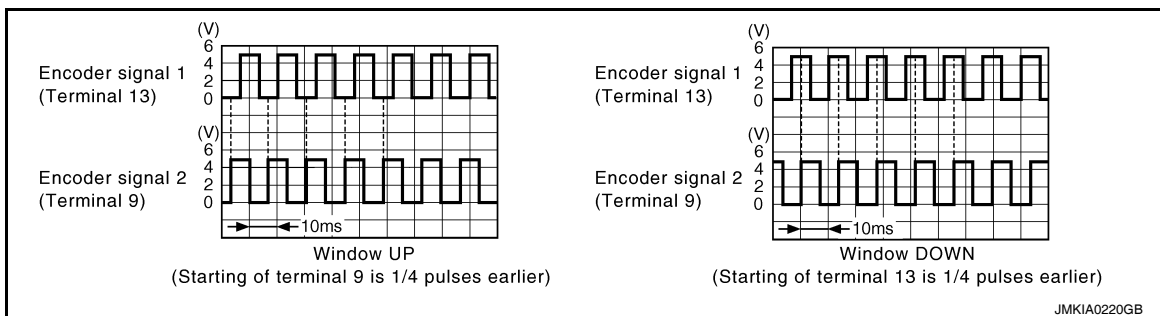 (V)
6
4
2
0
Encoder signal 1
(Terminal 13)
(V)
6
4
2
0
Encoder signal 2
(Terminal 9)
10ms
Window UP
(Starting of terminal 9 is 1/4 pulses earlier)
(V)
6
4
2
0
Encoder signal 1
(Terminal 13)
(V)
6
4
2
0
Encoder signal 2
(Terminal 9)
10ms
Window DOWN
(Starting of terminal 13 is 1/4 pulses earlier)
JMKIA0220GB